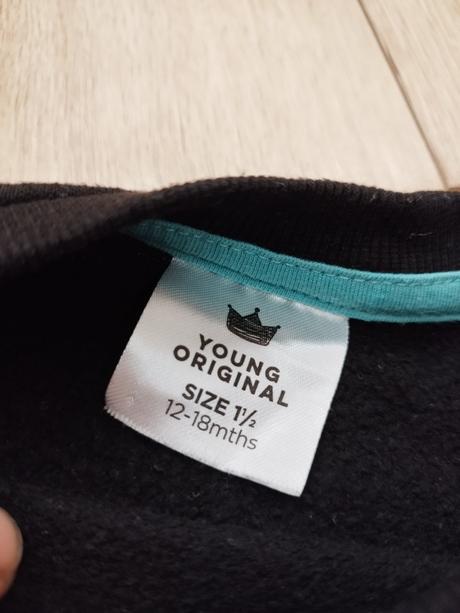 YOUNG
ORIGINAL
SIZE 1½
12-18mths